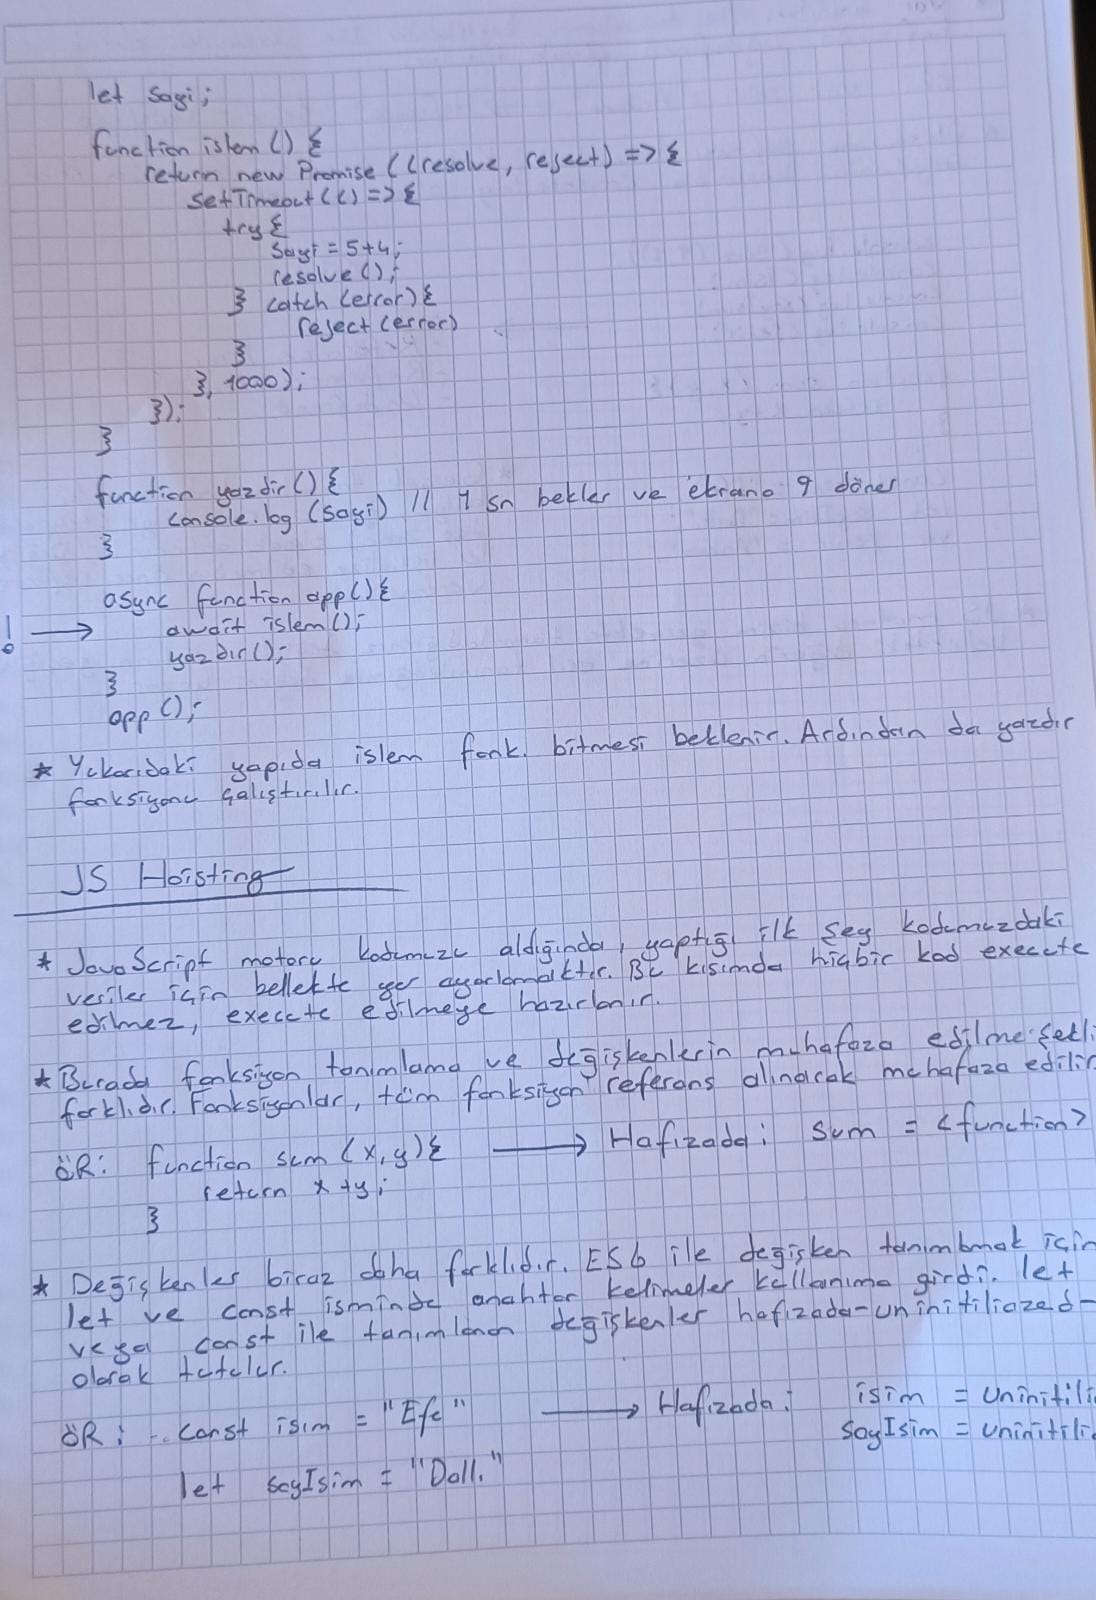 let sayi;
function islem () {
return new Promise ((resolve, reject) => {
setTimeout(() => {
try {
sayi = 5+4;
resolve ();
} catch (error) {
reject (error)
}
}, 1000);
});
}
function yazdir () {
console.log (sayi) // 1 sn bekler ve ekrana 9 döner
}
async function app() {
! → await islem ();
yazdir ();
}
app ();
* Yukarıdaki yapıda islem fonk. bitmesi beklenir. Ardından da yazdır
fonksiyonu çalıştırılır.
JS Hoisting
* JavaScript motoru kodumuzu aldığında, yaptığı ilk şey kodumuzdaki
veriler için bellekte yer ayarlamaktır. Bu kısımda hiçbir kod execute
edilmez, execute edilmeye hazırlanır.
* Burada fonksiyon tanımlama ve değişkenlerin muhafaza edilme şekli
farklıdır. Fonksiyonlar, tüm fonksiyon referans alınarak muhafaza edilir
ÖR: function sum (x,y) { → Hafızada: sum = <function>
return x+y;
}
* Değişkenler biraz daha farklıdır. ES6 ile değişken tanımlamak için
let ve const isminde anahtar kelimeler kullanıma girdi. let
veya const ile tanımlanan değişkenler hafızada-uninitiliazed-
olarak tutulur.
ÖR: const isim = "Efe" → Hafızada: isim = Uninitili
soyIsim = uninitili
let soyIsim = "Dall."